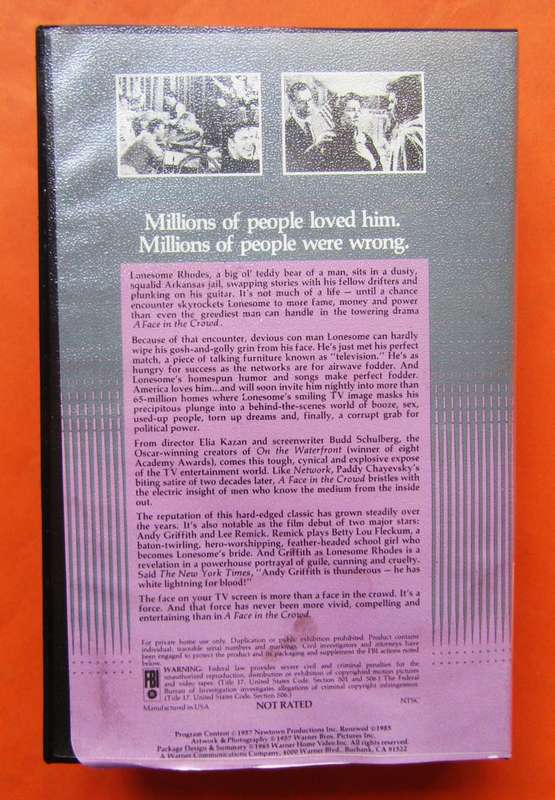 Millions of people loved him.
Millions of people were wrong.
Lonesome Rhodes, a big ol' teddy bear of a man, sits in a dusty,
squalid Arkansas jail, swapping stories with his fellow drifters and
plunking on his guitar. It's not much of a life — until a chance
encounter skyrockets Lonesome to more fame, money and power
than even the greediest man can handle in the towering drama
A Face in the Crowd.
Because of that encounter, devious con man Lonesome can hardly
wipe his gosh-and-golly grin from his face. He's just met his perfect
match, a piece of talking furniture known as "television." He's as
hungry for success as the networks are for airwave fodder. And
Lonesome's homespun humor and songs make perfect fodder.
America loves him...and will soon invite him nightly into more than
65-million homes where Lonesome's smiling TV image masks his
precipitous plunge into a behind-the-scenes world of booze, sex,
used-up people, torn up dreams and, finally, a corrupt grab for
political power.
From director Elia Kazan and screenwriter Budd Schulberg, the
Oscar-winning creators of On the Waterfront (winner of eight
Academy Awards), comes this tough, cynical and explosive expose
of the TV entertainment world. Like Network, Paddy Chayevsky's
biting satire of two decades later, A Face in the Crowd bristles with
the electric insight of men who know the medium from the inside
out.
The reputation of this hard-edged classic has grown steadily over
the years. It's also notable as the film debut of two major stars:
Andy Griffith and Lee Remick. Remick plays Betty Lou Fleckum, a
baton-twirling, hero-worshipping, feather-headed school girl who
becomes Lonesome's bride. And Griffith as Lonesome Rhodes is a
revelation in a powerhouse portrayal of guile, cunning and cruelty.
Said The New York Times, "Andy Griffith is thunderous — he has
white lightning for blood!"
The face on your TV screen is more than a face in the crowd. It's a
force. And that force has never been more vivid, compelling and
entertaining than in A Face in the Crowd.
For private home use only. Duplication or public exhibition prohibited. Product contains
individual, traceable serial numbers and markings. Civil investigators and attorneys have
been engaged to protect the product and its packaging and supplement the FBI actions noted
below.
FBI
WARNING: Federal law provides severe civil and criminal penalties for the
unauthorized reproduction, distribution or exhibition of copyrighted motion pictures
and video tapes. (Title 17, United States Code, Section 501 and 506.) The Federal
Bureau of Investigation investigates allegations of criminal copyright infringement
(Title 17, United States Code, Section 506.)
Manufactured in USA NOT RATED NTSC
Program Content © 1957 Newtown Productions Inc. Renewed © 1985
Artwork & Photography © 1957 Warner Bros. Pictures Inc.
Package Design & Summary © 1985 Warner Home Video Inc. All rights reserved.
A Warner Communications Company, 4000 Warner Blvd., Burbank, CA 91522